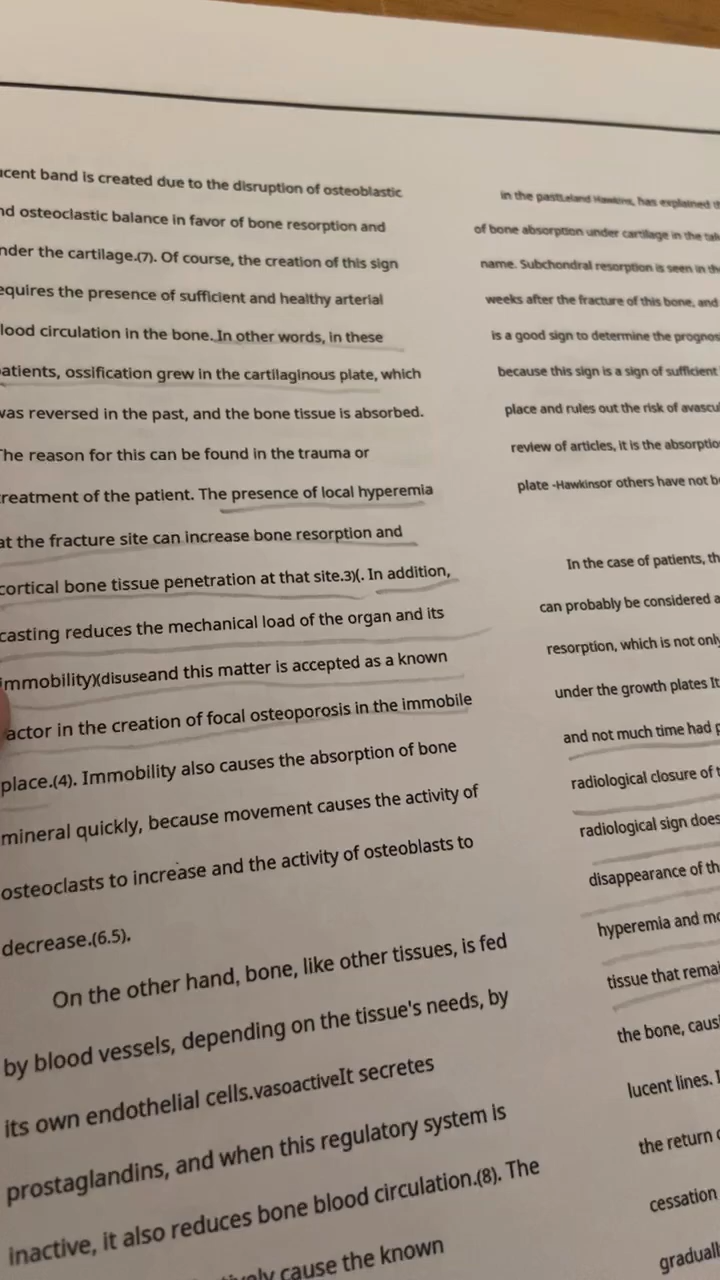 ucent band is created due to the disruption of osteoblastic
nd osteoclastic balance in favor of bone resorption and
nder the cartilage.(7). Of course, the creation of this sign
equires the presence of sufficient and healthy arterial
lood circulation in the bone. In other words, in these
atients, ossification grew in the cartilaginous plate, which
was reversed in the past, and the bone tissue is absorbed.
The reason for this can be found in the trauma or
treatment of the patient. The presence of local hyperemia
at the fracture site can increase bone resorption and
cortical bone tissue penetration at that site.3)(. In addition,
casting reduces the mechanical load of the organ and its
immobility)(disuseand this matter is accepted as a known
actor in the creation of focal osteoporosis in the immobile
place.(4). Immobility also causes the absorption of bone
mineral quickly, because movement causes the activity of
osteoclasts to increase and the activity of osteoblasts to
decrease.(6.5).
On the other hand, bone, like other tissues, is fed
by blood vessels, depending on the tissue's needs, by
its own endothelial cells.vasoactiveIt secretes
prostaglandins, and when this regulatory system is
inactive, it also reduces bone blood circulation.(8). The
cause the known
in the pastLeland Hawkins, has explained
of bone absorption under cartilage in the
name. Subchondral resorption is seen in
weeks after the fracture of this bone, and
is a good sign to determine the
because this sign is a sign of sufficient
place and rules out the risk of
review of articles, it is the
plate -Hawkinsor others have not
In the case of patients,
can probably be considered
resorption, which is not only
under the growth plates It
and not much time had
radiological closure of
radiological sign does
disappearance of
hyperemia and
tissue that
the bone,
lucent lines.
the return
cessation